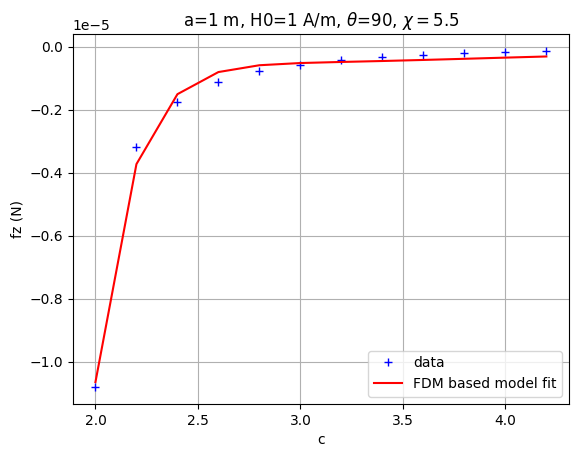 a=1 m, H0=1 A/m, θ=90, χ = 5.5
1e−5
0.0
−0.2
−0.4
−0.6
−0.8
−1.0
fz (N)
2.0 2.5 3.0 3.5 4.0
c
data
FDM based model fit